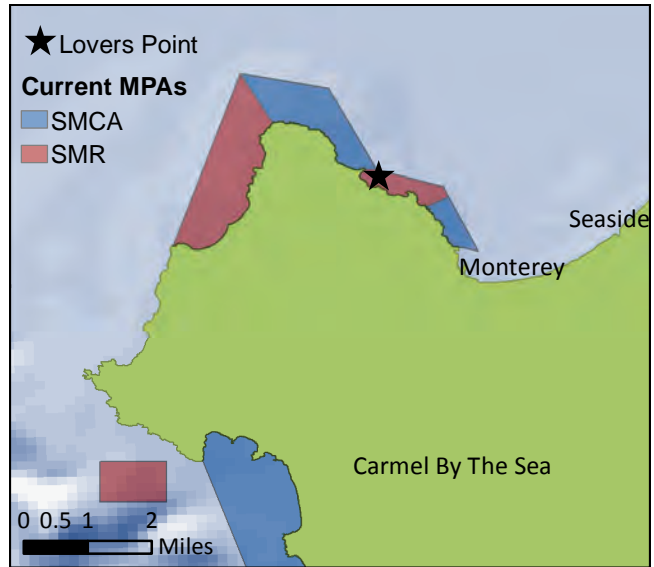 Lovers Point
Current MPAs
SMCA
SMR
Seaside
Monterey
Carmel By The Sea
0 0.5 1 2
Miles